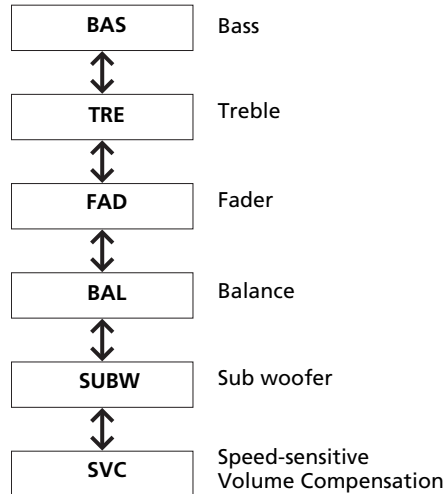 BAS Bass
TRE Treble
FAD Fader
BAL Balance
SUBW Sub woofer
SVC Speed-sensitive
Volume Compensation